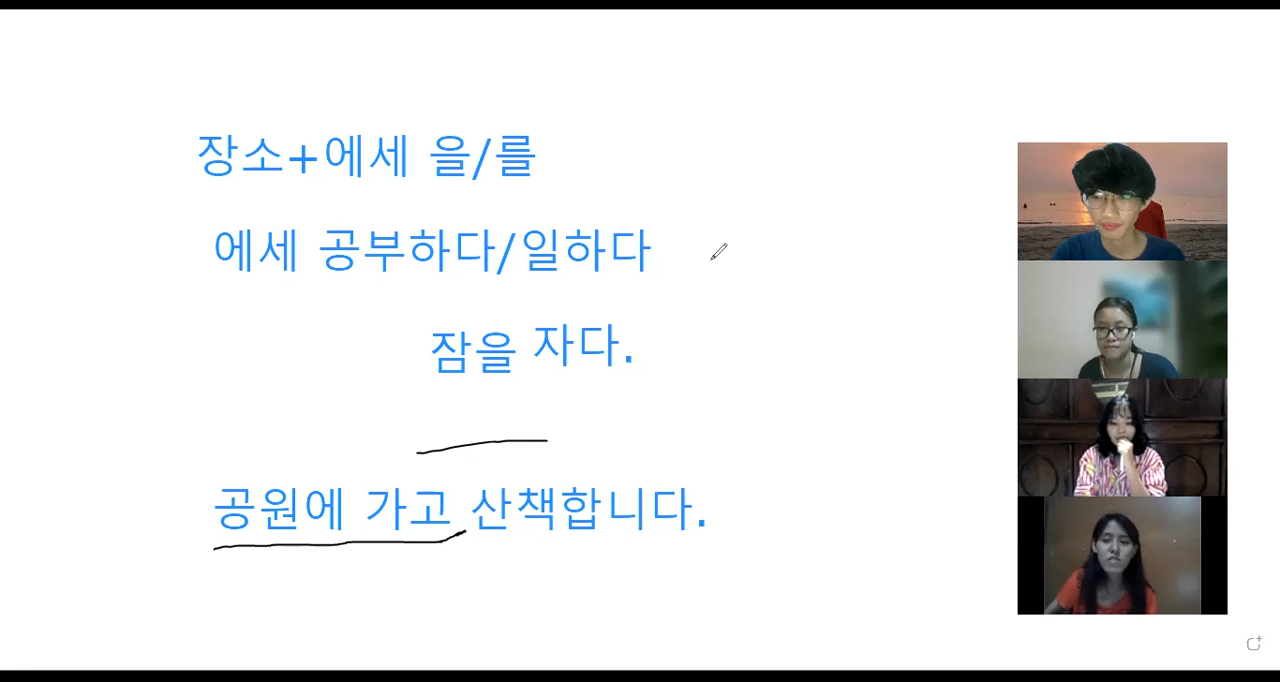 장소+에세 을/를
에세 공부하다/일하다
잠을 자다.
공원에 가고 산책합니다.